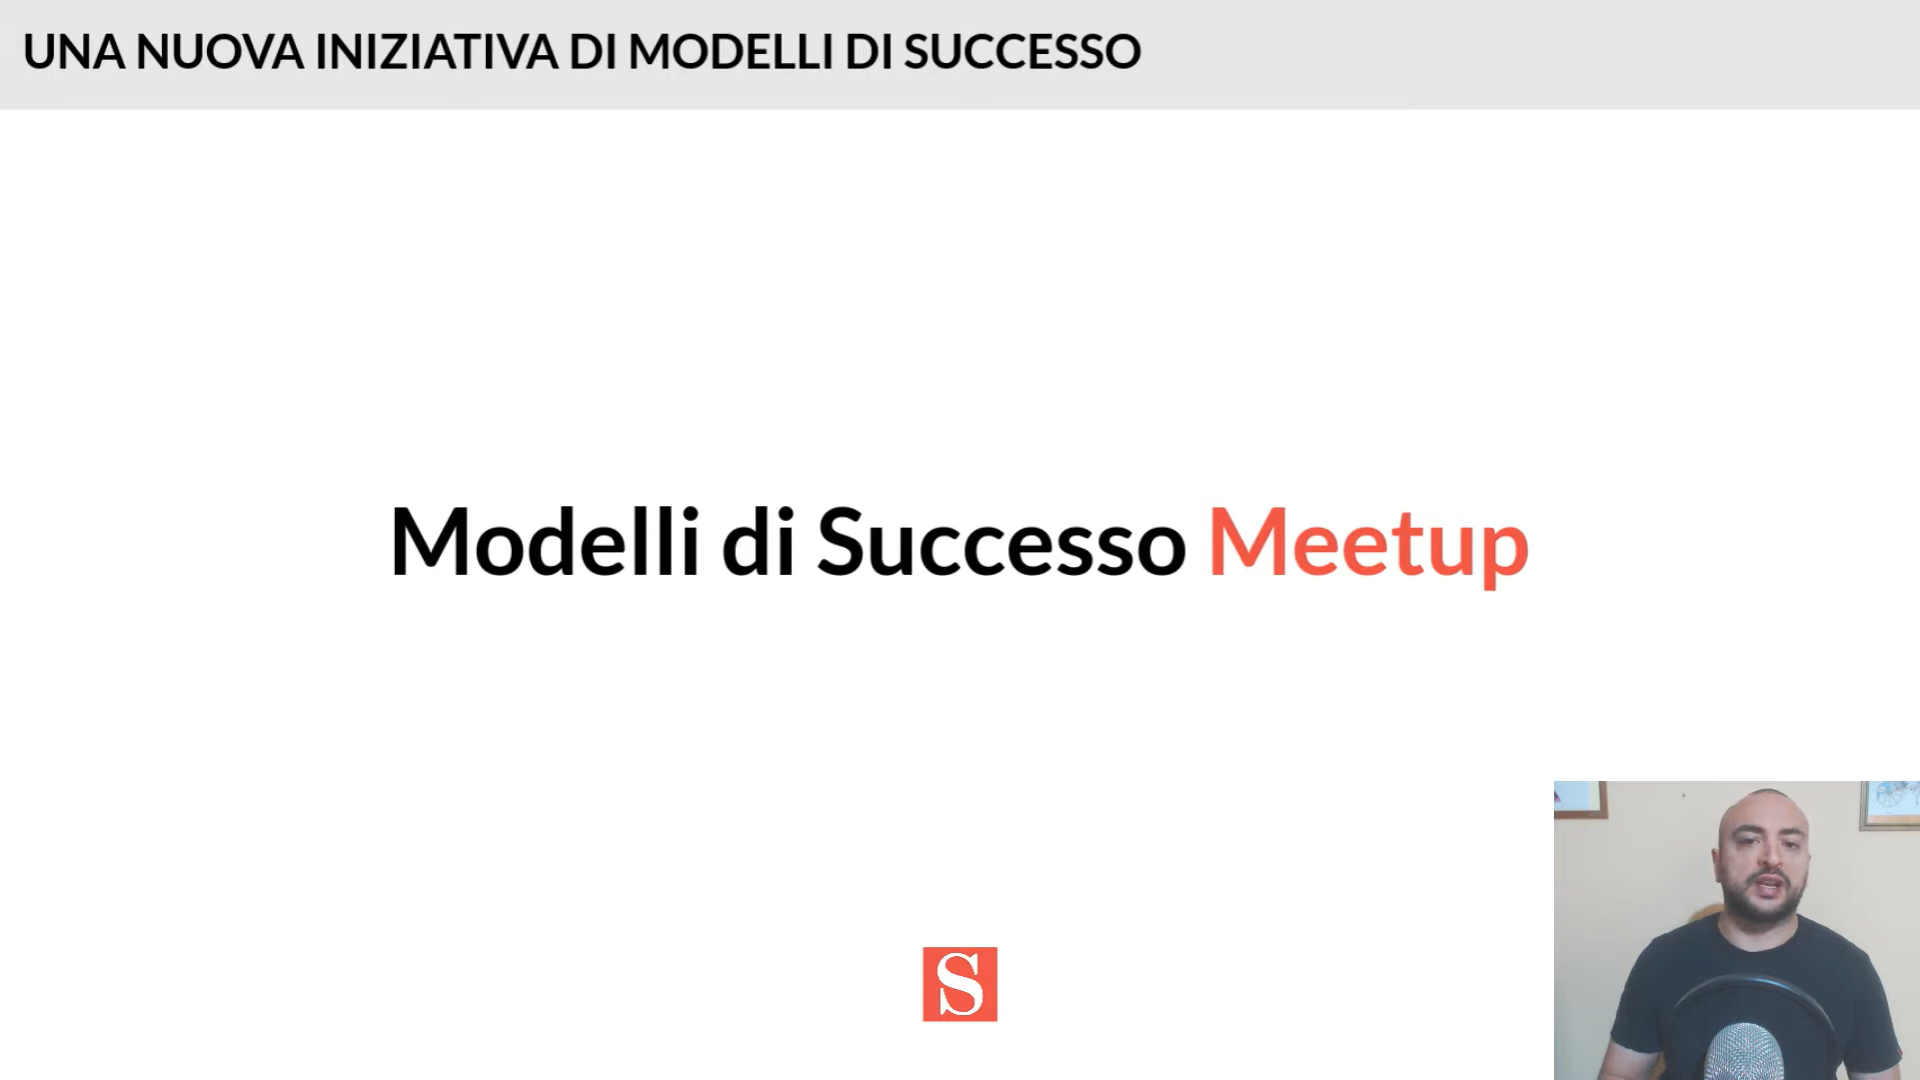 UNA NUOVA INIZIATIVA DI MODELLI DI SUCCESSO
Modelli di Successo Meetup
S